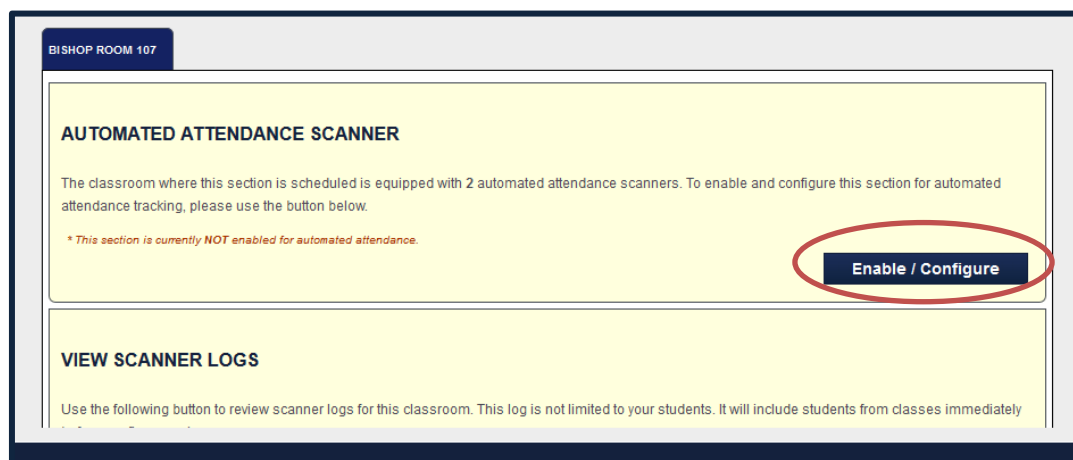 BISHOP ROOM 107
AUTOMATED ATTENDANCE SCANNER
The classroom where this section is scheduled is equipped with 2 automated attendance scanners. To enable and configure this section for automated
attendance tracking, please use the button below.
* This section is currently NOT enabled for automated attendance.
Enable / Configure
VIEW SCANNER LOGS
Use the following button to review scanner logs for this classroom. This log is not limited to your students. It will include students from classes immediately